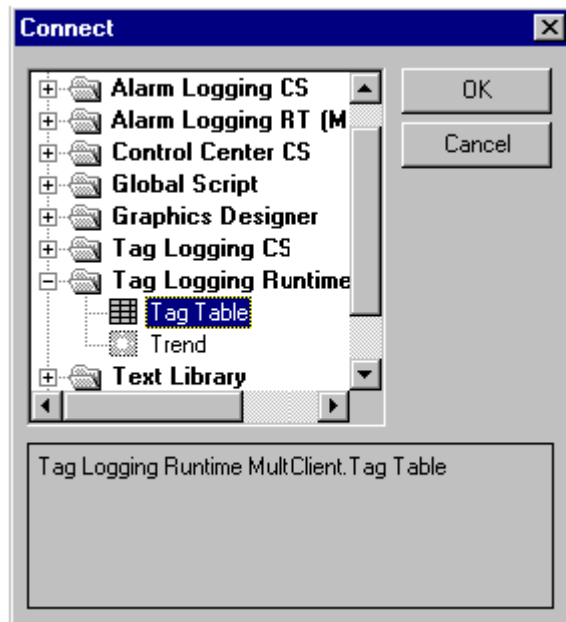 Connect
Alarm Logging CS
OK
Alarm Logging RT (M
Control Center CS
Cancel
Global Script
Graphics Designer
Tag Logging CS
Tag Logging Runtime
Tag Table
Trend
Text Library
Tag Logging Runtime MultClient.Tag Table